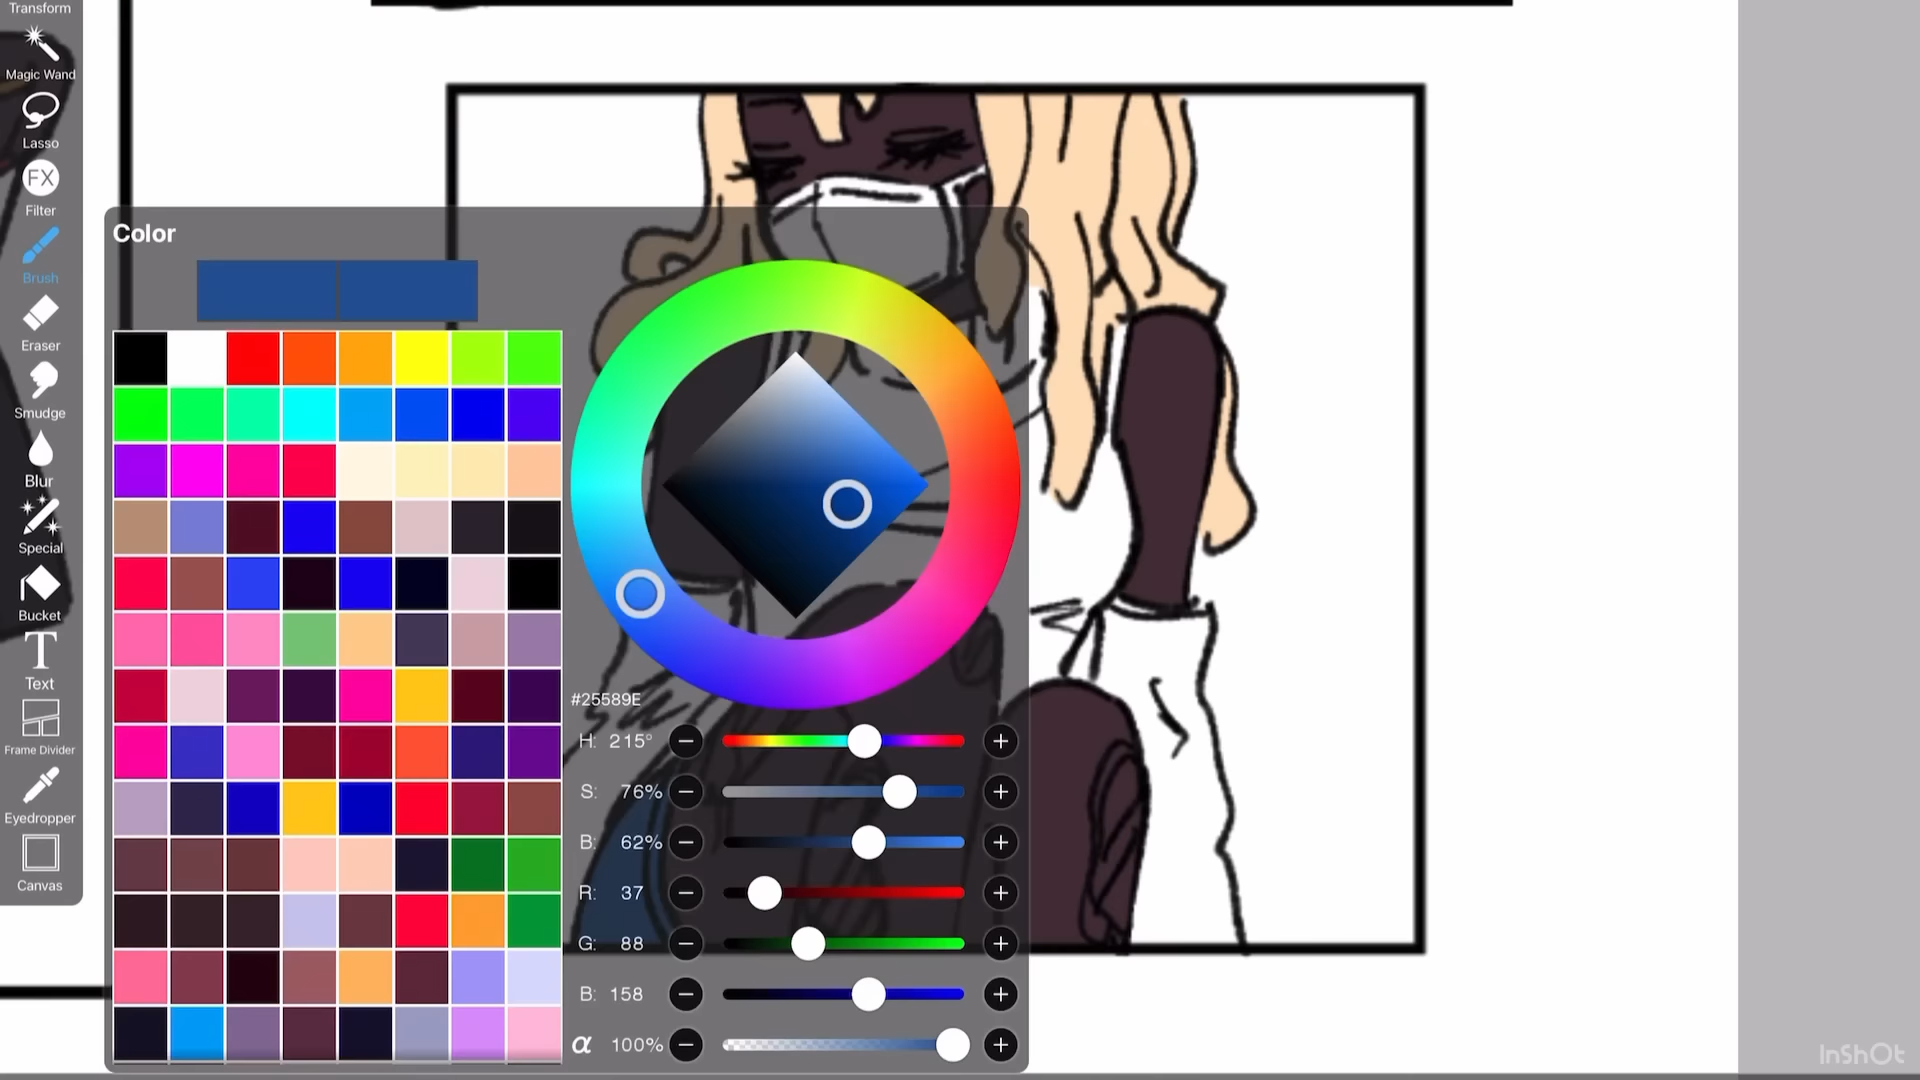 Transform
Magic Wand
Lasso
FX
Filter
Brush
Eraser
Smudge
Blur
Special
Bucket
T
Text
Frame Divider
Eyedropper
Canvas
Color
#25589E
H: 215°
S: 76%
B: 62%
R: 37
G: 88
B: 158
α 100%
InShOt